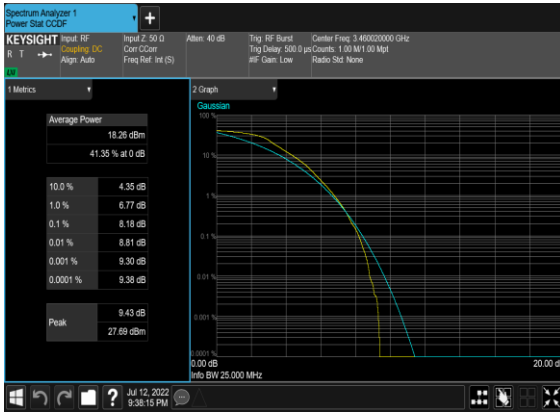 Spectrum Analyzer 1
Power Stat CCDF
KEYSIGHT
R T
LV
Input: RF
Coupling: DC
Align: Auto
Input Z: 50 Ω
Corr CCorr
Freq Ref: Int (S)
Atten: 40 dB
Trig: RF Burst
Trig Delay: 500.0 µs
#IF Gain: Low
Center Freq: 3.460020000 GHz
Counts: 1.00 M/1.00 Mpt
Radio Std: None
1 Metrics
Average Power
18.26 dBm
41.35 % at 0 dB
10.0 % 4.35 dB
1.0 % 6.77 dB
0.1 % 8.18 dB
0.01 % 8.81 dB
0.001 % 9.30 dB
0.0001 % 9.38 dB
Peak
9.43 dB
27.69 dBm
2 Graph
Gaussian
100 %
10 %
1 %
0.1 %
0.01 %
0.001 %
0.0001 %
0.00 dB
20.00 d
Info BW 25.000 MHz
?
Jul 12, 2022
9:38:15 PM